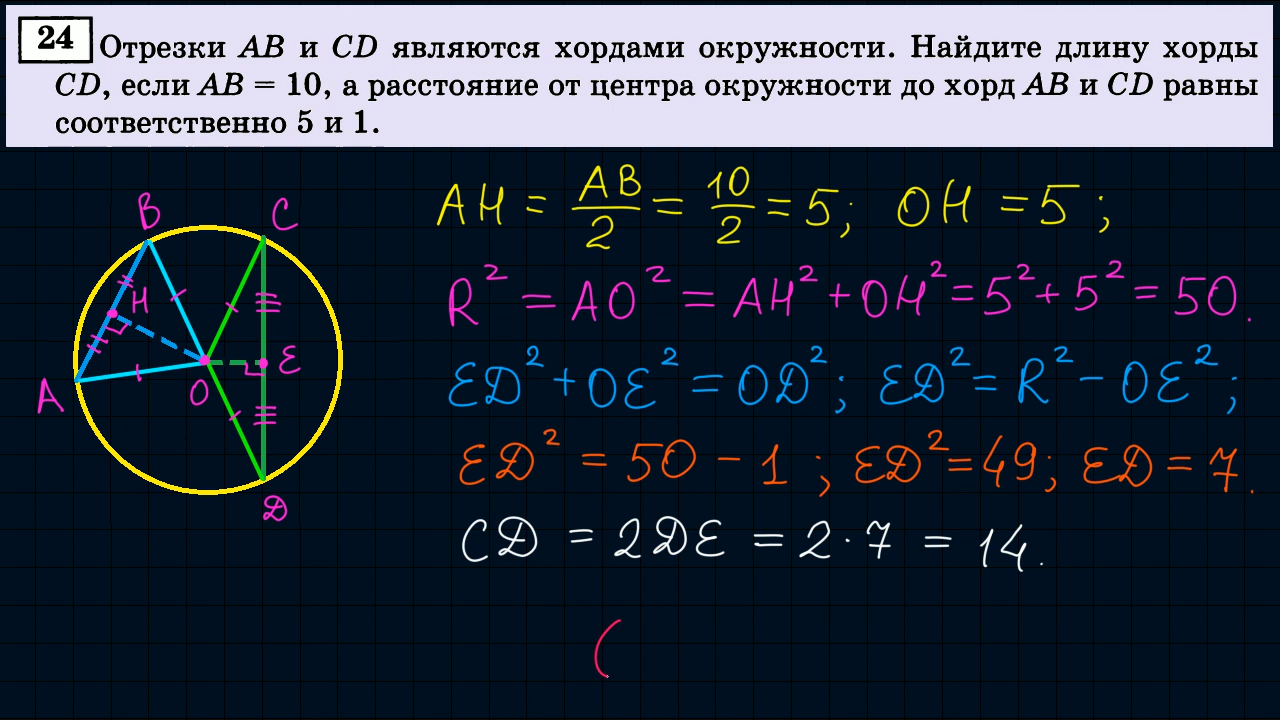 24 Отрезки AB и CD являются хордами окружности. Найдите длину хорды
CD, если AB = 10, а расстояние от центра окружности до хорд AB и CD равны
соответственно 5 и 1.
B
C
H
E
A
O
D
AH = AB/2 = 10/2 = 5; OH = 5;
R² = AO² = AH² + OH² = 5² + 5² = 50.
ED² + OE² = OD²; ED² = R² - OE²;
ED² = 50 - 1; ED² = 49; ED = 7.
CD = 2DE = 2·7 = 14.
(